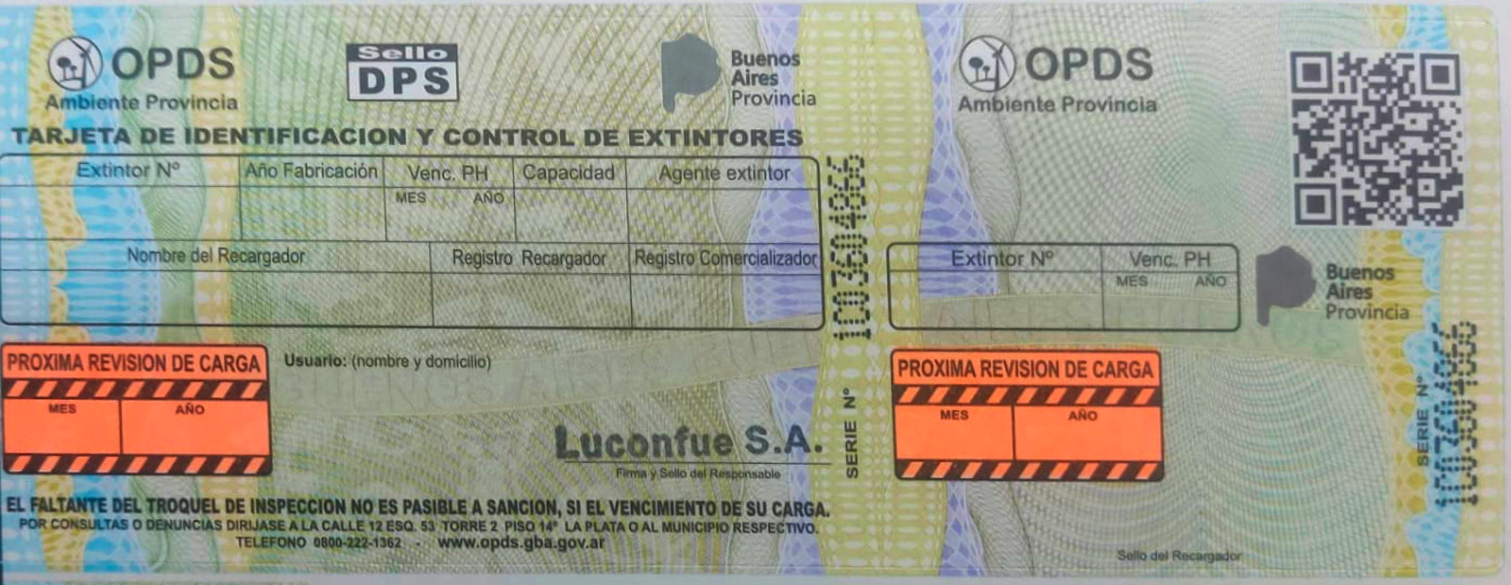 OPDS
Ambiente Provincia
Sello
DPS
Buenos
Aires
Provincia
TARJETA DE IDENTIFICACION Y CONTROL DE EXTINTORES
Extintor Nº Año Fabricación Venc. PH Capacidad Agente extintor
MES AÑO
Nombre del Recargador Registro Recargador Registro Comercializador
PROXIMA REVISION DE CARGA
MES AÑO
Usuario: (nombre y domicilio)
Luconfue S.A.
Firma y Sello del Responsable
EL FALTANTE DEL TROQUEL DE INSPECCION NO ES PASIBLE A SANCION, SI EL VENCIMIENTO DE SU CARGA.
POR CONSULTAS O DENUNCIAS DIRIJASE A LA CALLE 12 ESQ. 53 TORRE 2 PISO 14° LA PLATA O AL MUNICIPIO RESPECTIVO.
TELEFONO 0800-222-1362 - www.opds.gba.gov.ar
SERIE Nº
OPDS
Ambiente Provincia
Extintor Nº Venc. PH
MES AÑO
Buenos
Aires
Provincia
PROXIMA REVISION DE CARGA
MES AÑO
Sello del Recargador
SERIE Nº